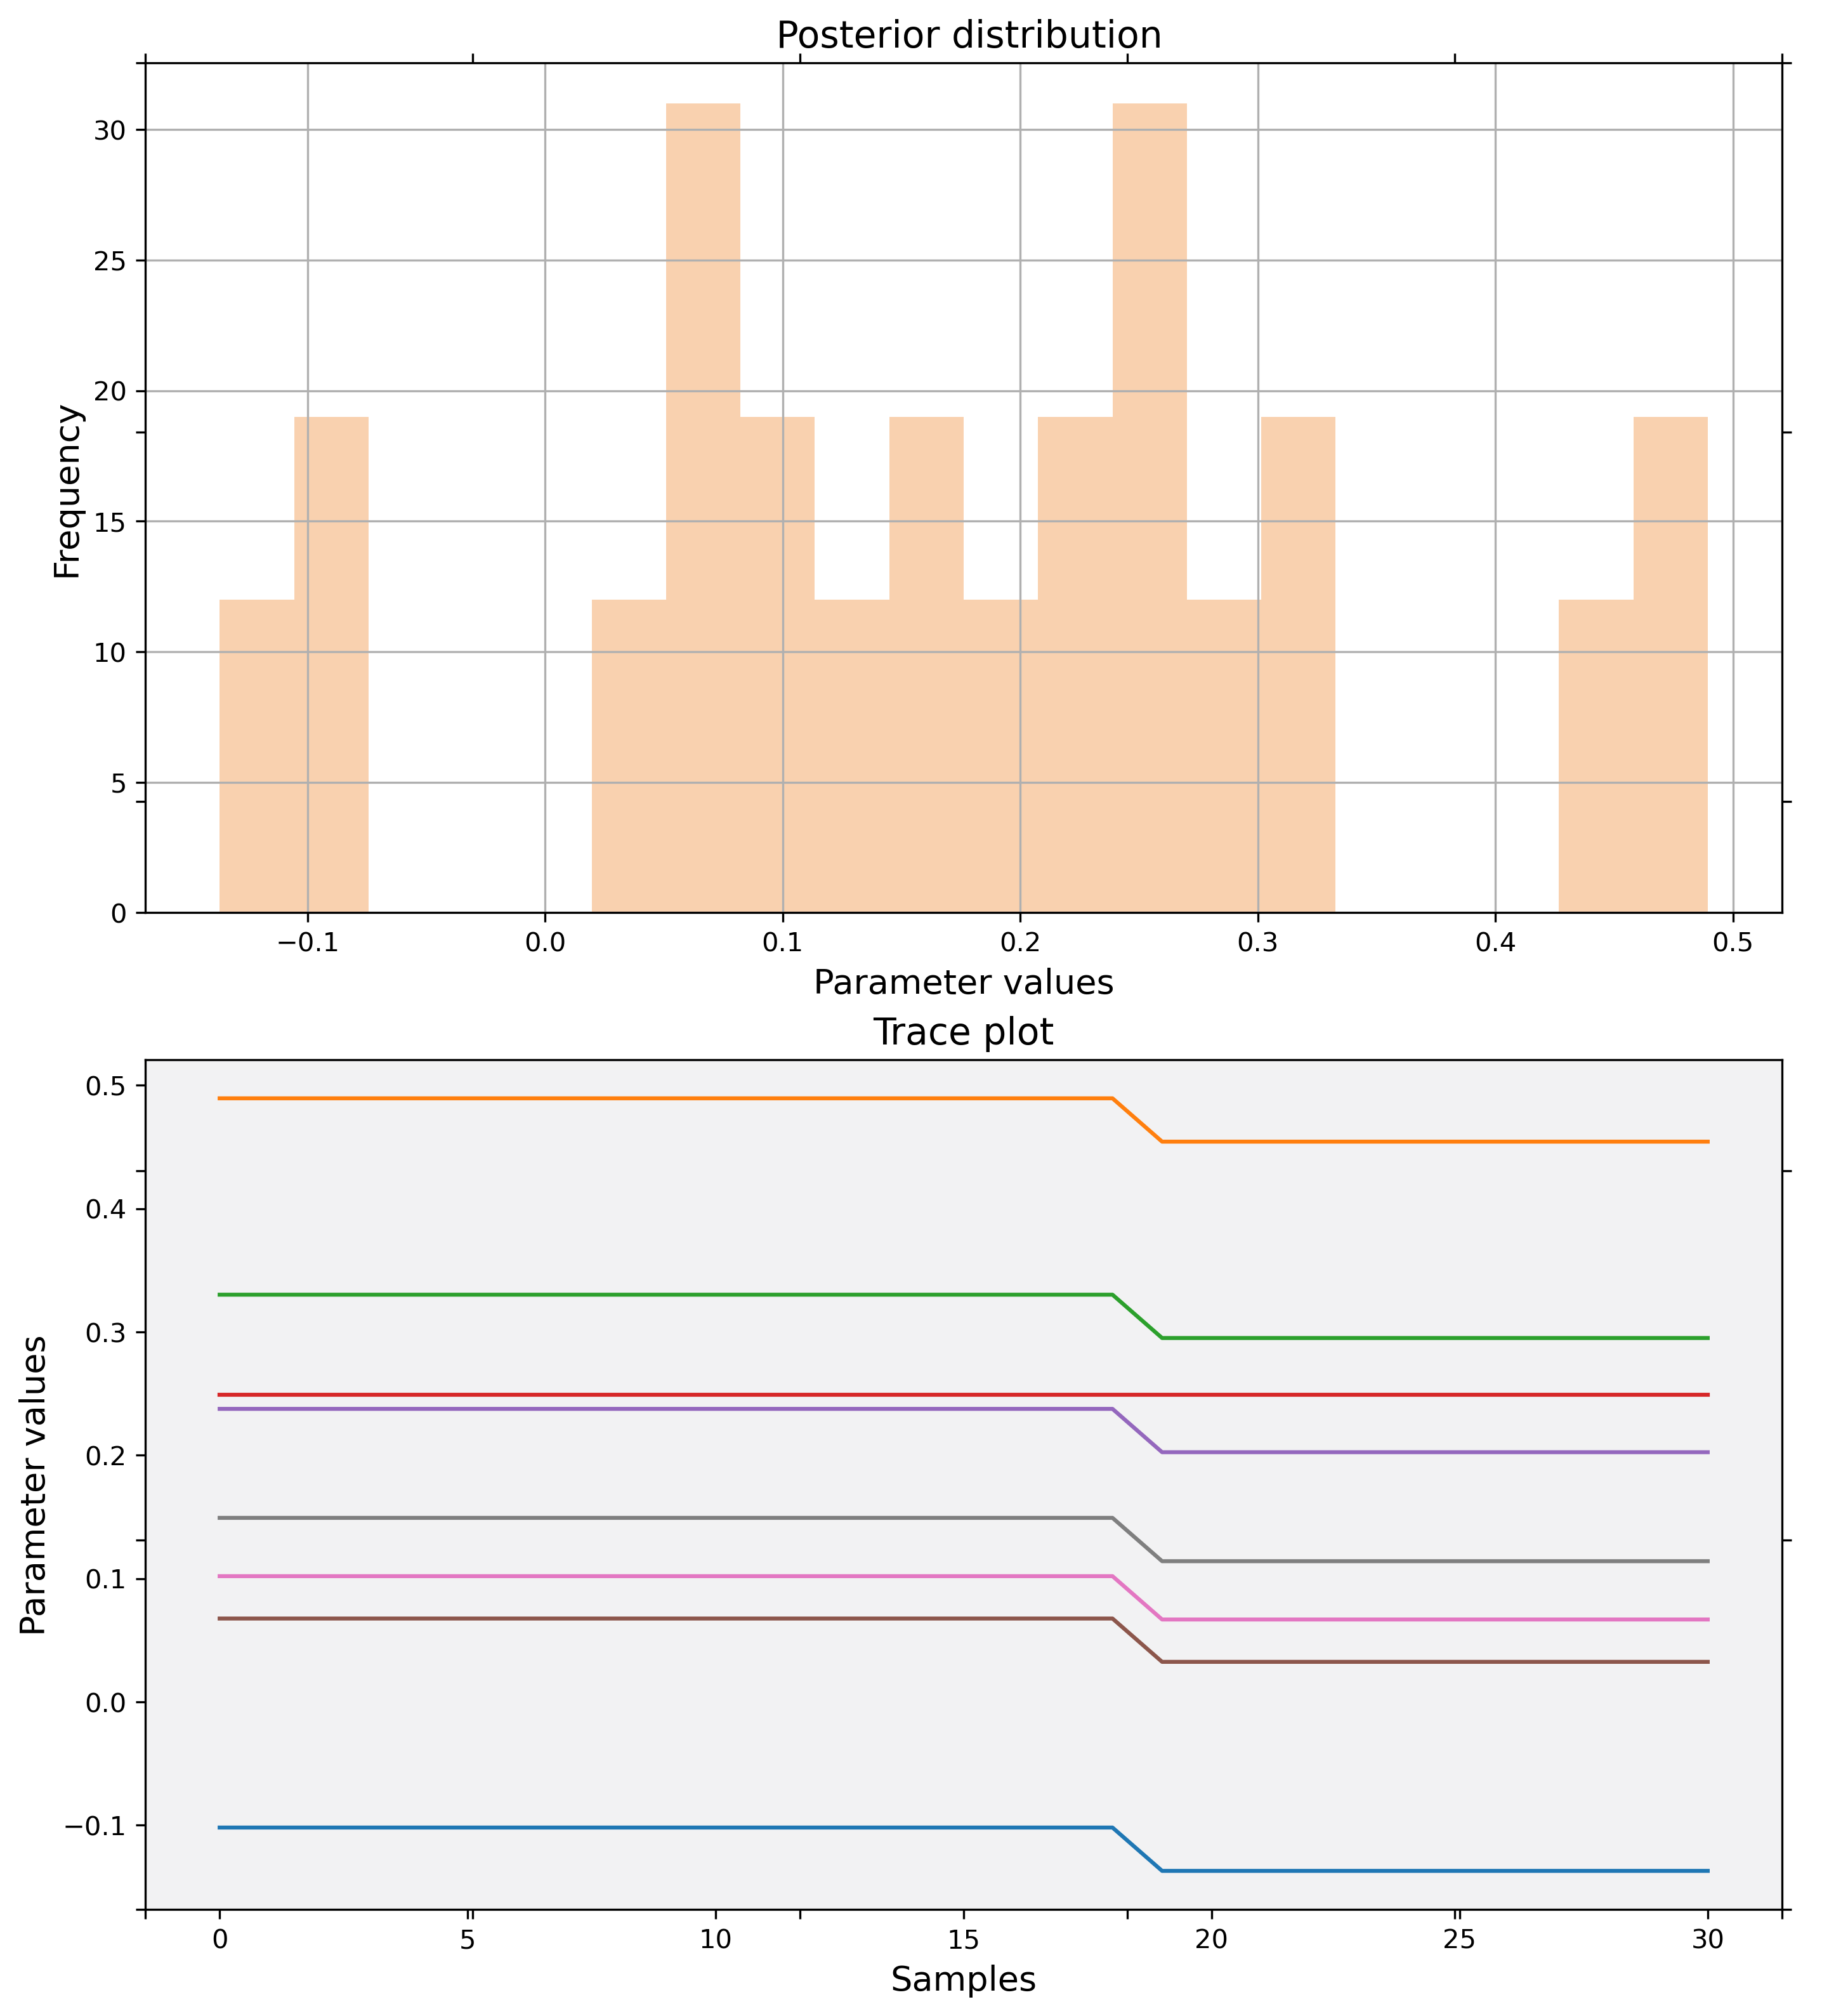 Posterior distribution
30
25
20
15
10
5
0
Frequency
−0.1 0.0 0.1 0.2 0.3 0.4 0.5
Parameter values
Trace plot
0.5
0.4
0.3
0.2
0.1
0.0
−0.1
Parameter values
0 5 10 15 20 25 30
Samples